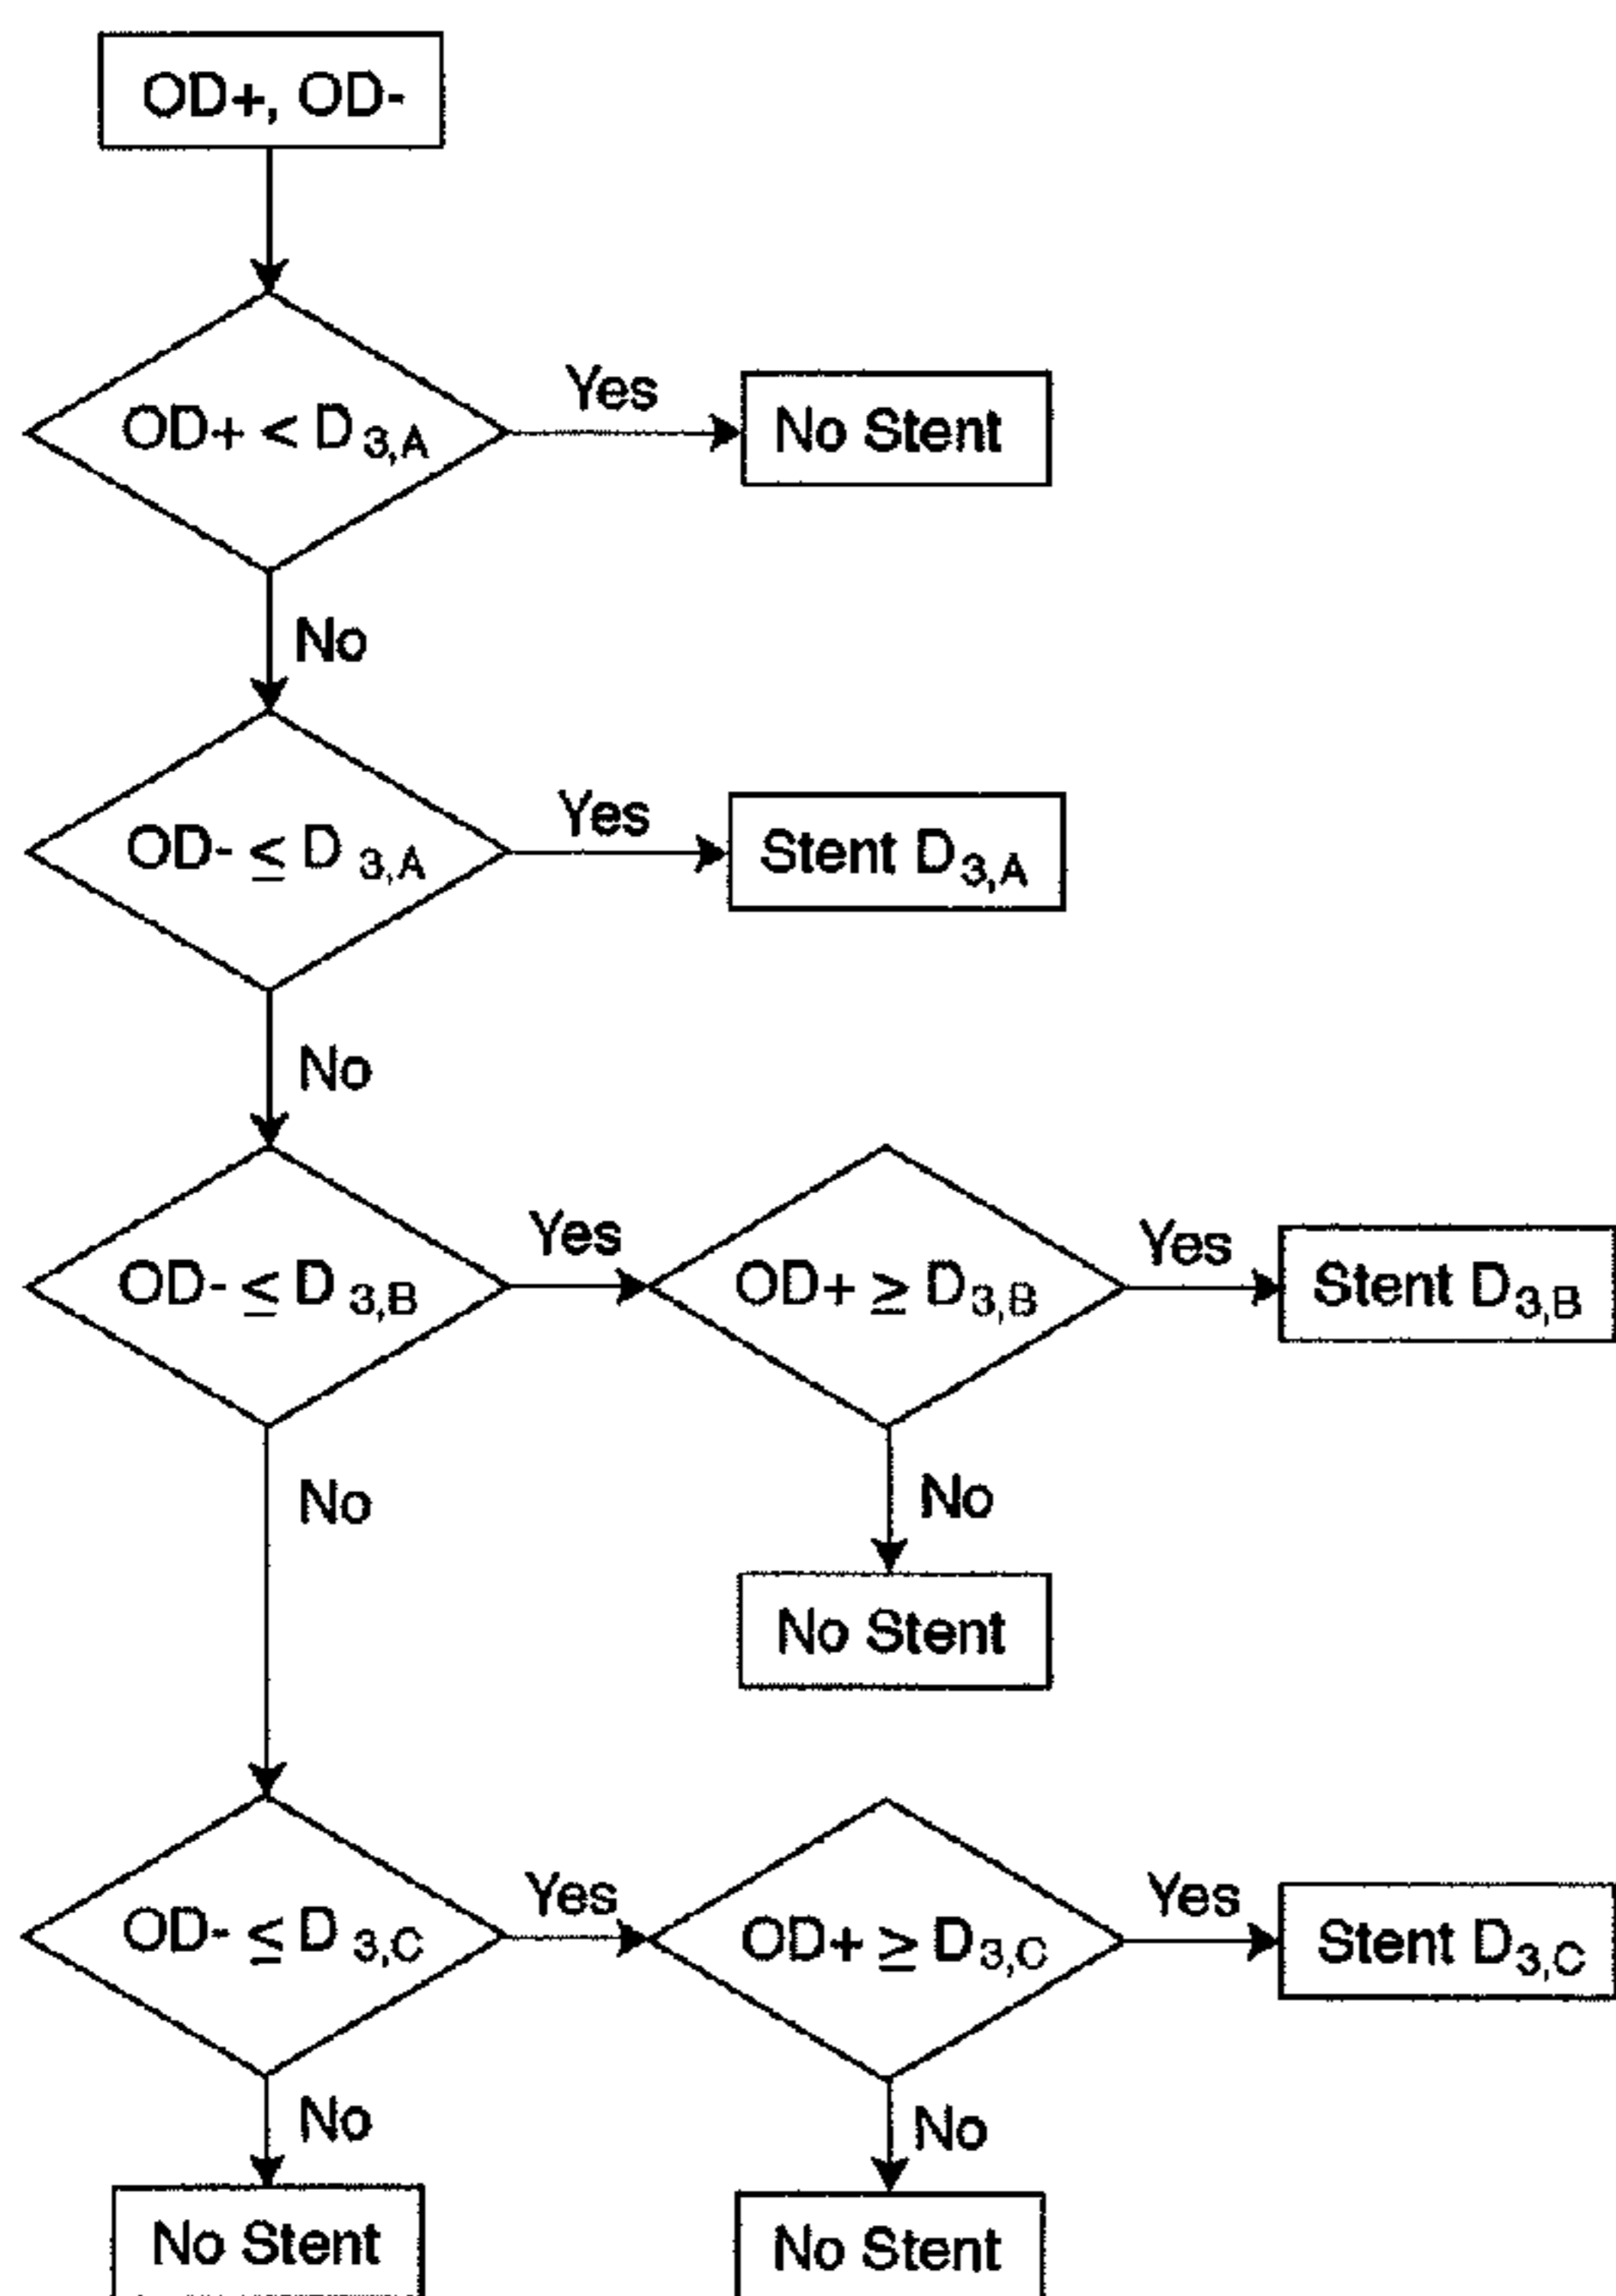 OD+, OD-
OD+ < D 3,A
Yes
No Stent
No
OD- ≤ D 3,A
Yes
Stent D3,A
No
OD- ≤ D 3,B
Yes
OD+ ≥ D3,B
Yes
Stent D3,B
No
No
No Stent
OD- ≤ D 3,C
Yes
OD+ ≥ D3,C
Yes
Stent D3,C
No
No
No Stent
No Stent